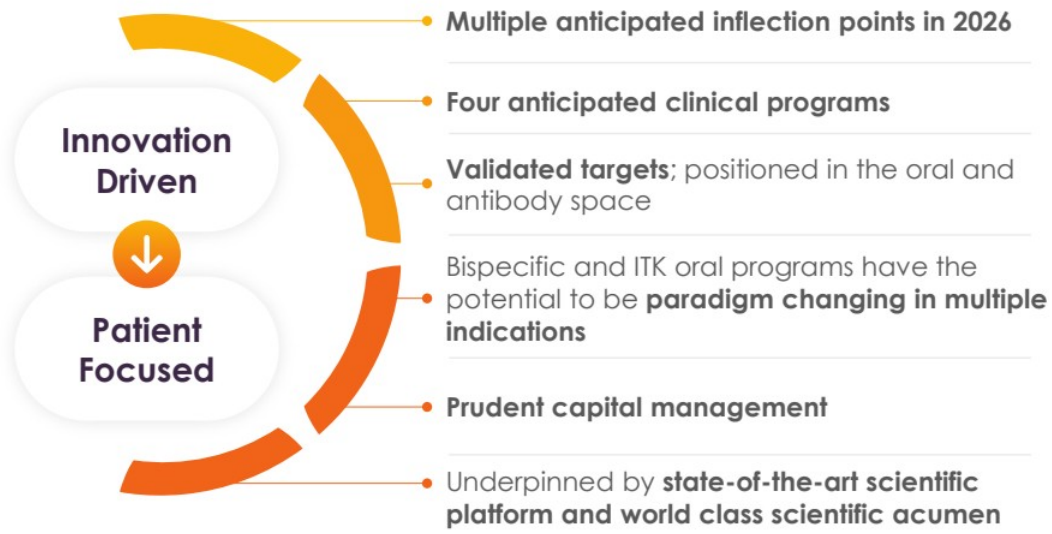 Innovation
Driven
Patient
Focused
Multiple anticipated inflection points in 2026
Four anticipated clinical programs
Validated targets; positioned in the oral and
antibody space
Bispecific and ITK oral programs have the
potential to be paradigm changing in multiple
indications
Prudent capital management
Underpinned by state-of-the-art scientific
platform and world class scientific acumen